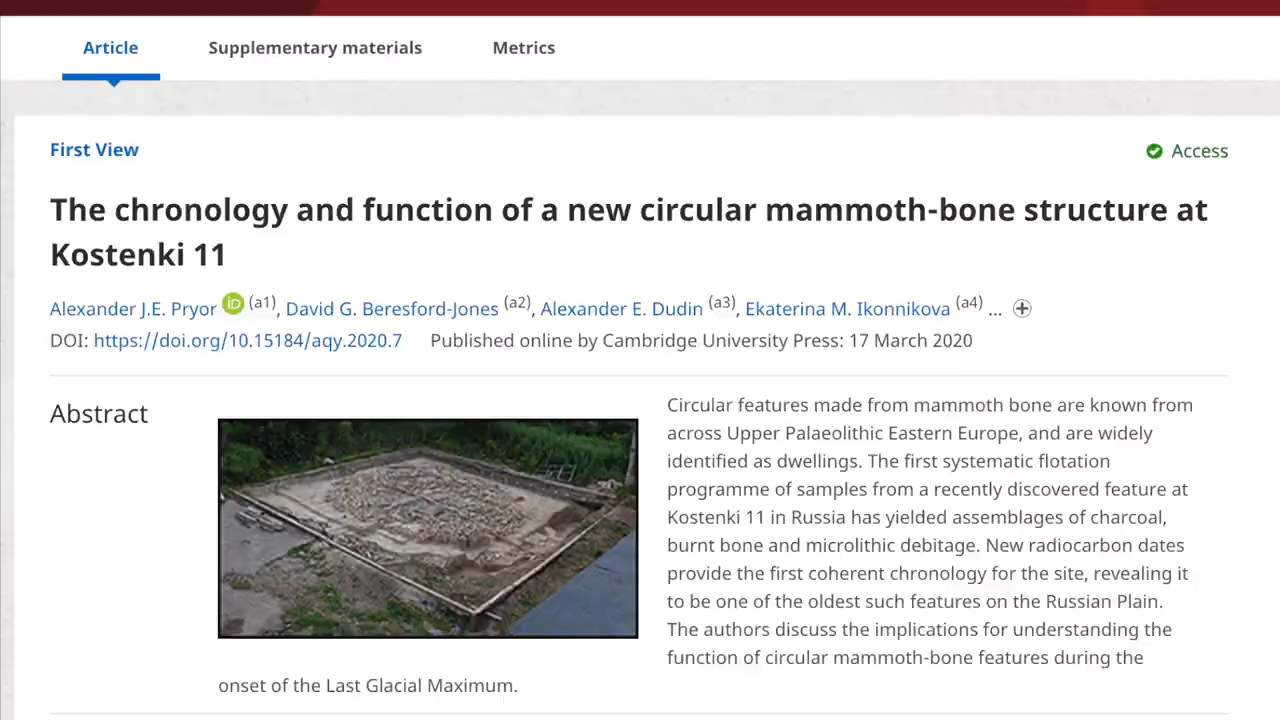 Article
Supplementary materials
Metrics
First View
Access
The chronology and function of a new circular mammoth-bone structure at
Kostenki 11
Alexander J.E. Pryor iD (a1), David G. Beresford-Jones (a2), Alexander E. Dudin (a3), Ekaterina M. Ikonnikova (a4) ...
DOI: https://doi.org/10.15184/aqy.2020.7 Published online by Cambridge University Press: 17 March 2020
Abstract
Circular features made from mammoth bone are known from
across Upper Palaeolithic Eastern Europe, and are widely
identified as dwellings. The first systematic flotation
programme of samples from a recently discovered feature at
Kostenki 11 in Russia has yielded assemblages of charcoal,
burnt bone and microlithic debitage. New radiocarbon dates
provide the first coherent chronology for the site, revealing it
to be one of the oldest such features on the Russian Plain.
The authors discuss the implications for understanding the
function of circular mammoth-bone features during the
onset of the Last Glacial Maximum.